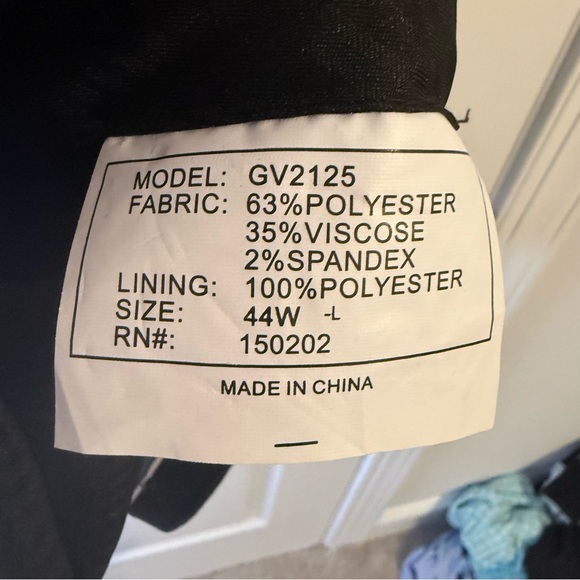 MODEL: GV2125
FABRIC: 63%POLYESTER
35%VISCOSE
2%SPANDEX
LINING: 100%POLYESTER
SIZE: 44W -L
RN#: 150202
MADE IN CHINA